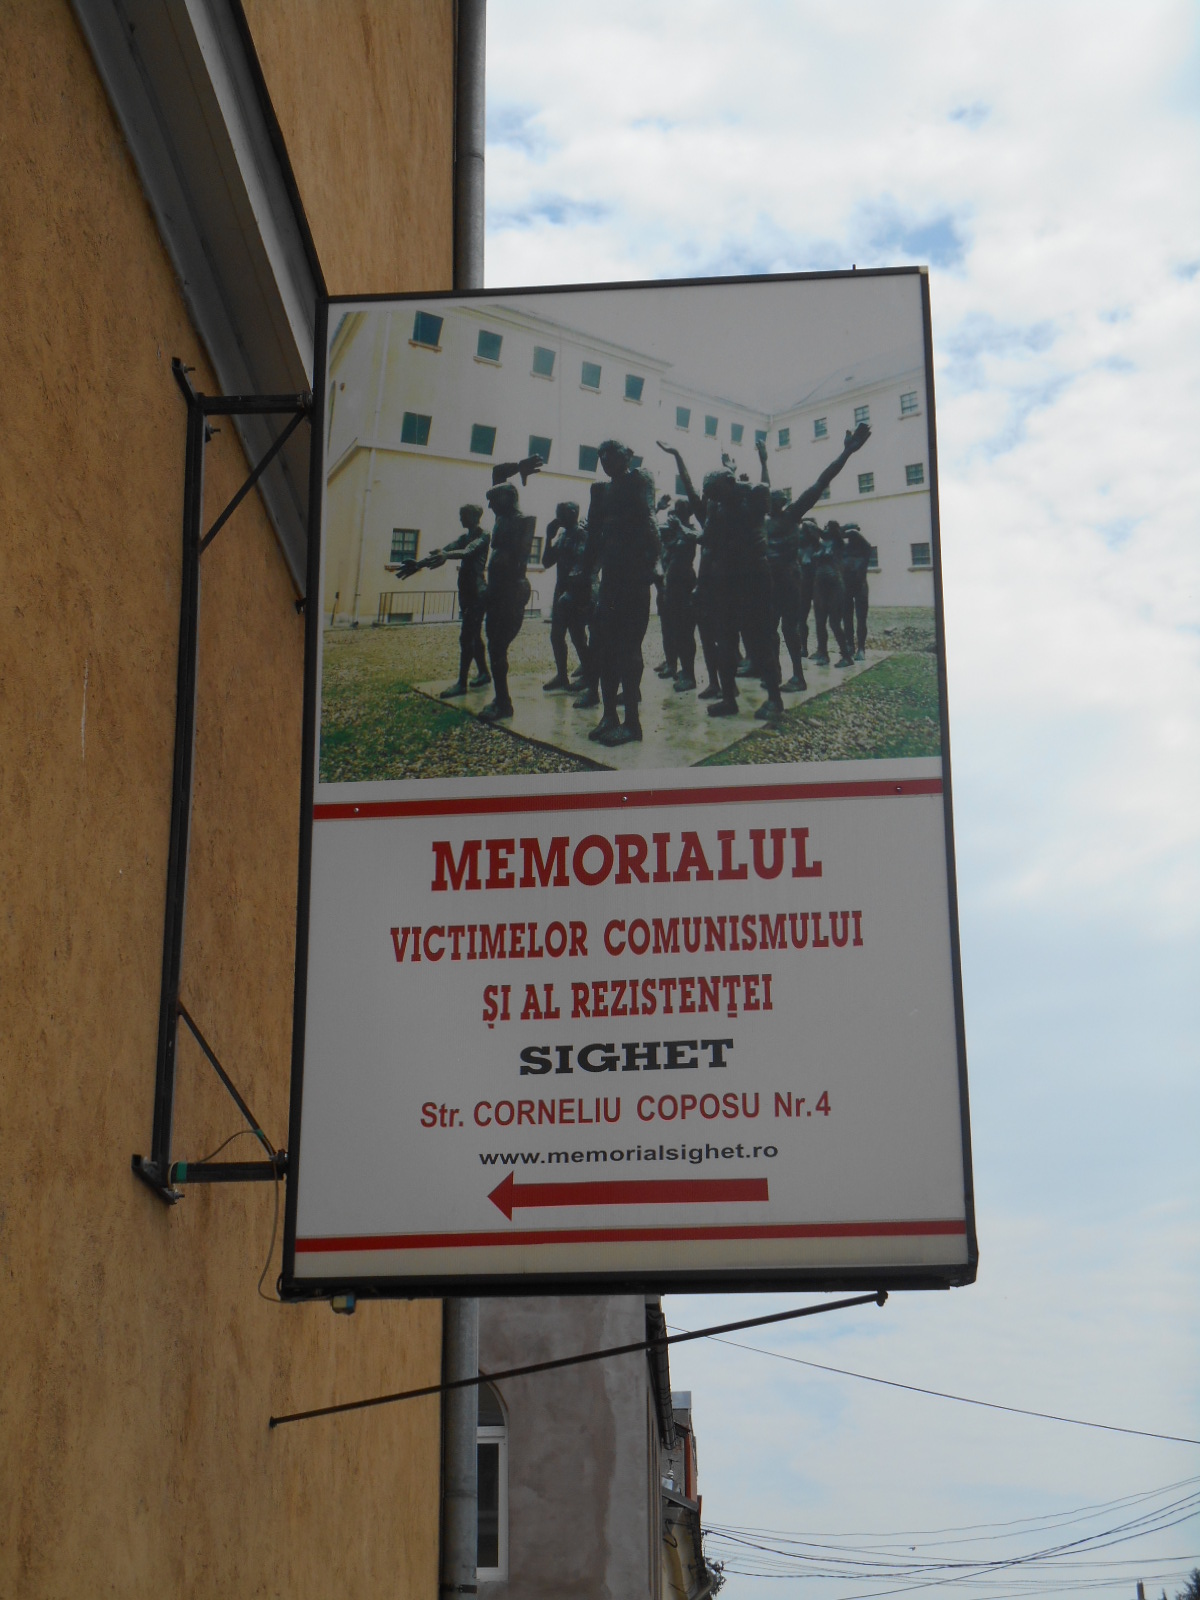 MEMORIALUL
VICTIMELOR COMUNISMULUI
ȘI AL REZISTENȚEI
SIGHET
Str. CORNELIU COPOSU Nr.4
www.memorialsighet.ro